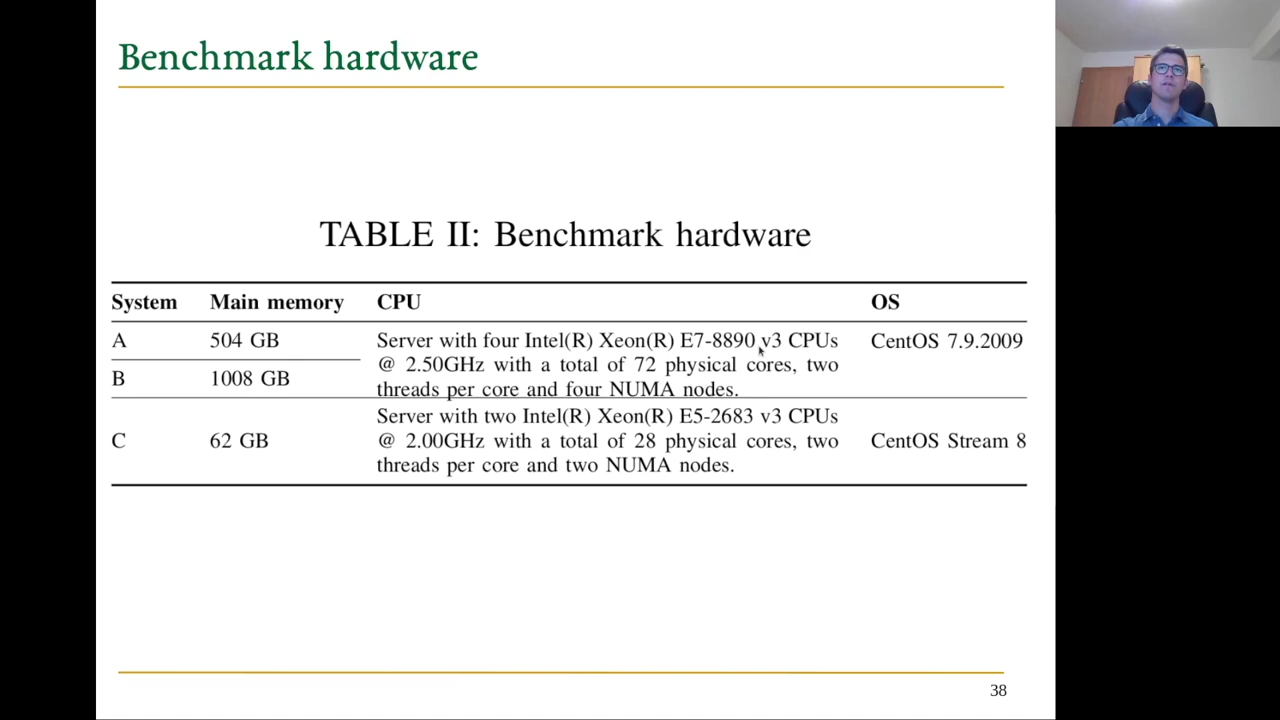 Benchmark hardware
TABLE II: Benchmark hardware
System Main memory CPU OS
A 504 GB Server with four Intel(R) Xeon(R) E7-8890 v3 CPUs CentOS 7.9.2009
@ 2.50GHz with a total of 72 physical cores, two
B 1008 GB
threads per core and four NUMA nodes.
Server with two Intel(R) Xeon(R) E5-2683 v3 CPUs
C 62 GB @ 2.00GHz with a total of 28 physical cores, two CentOS Stream 8
threads per core and two NUMA nodes.
38